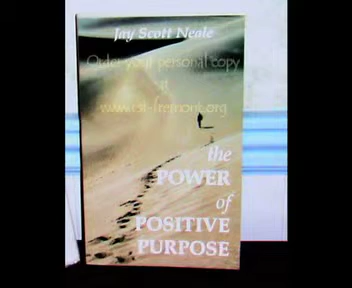 Jay Scott Neale
Order your personal copy
at
www.csl-fremont.org
the
POWER
of
POSITIVE
PURPOSE